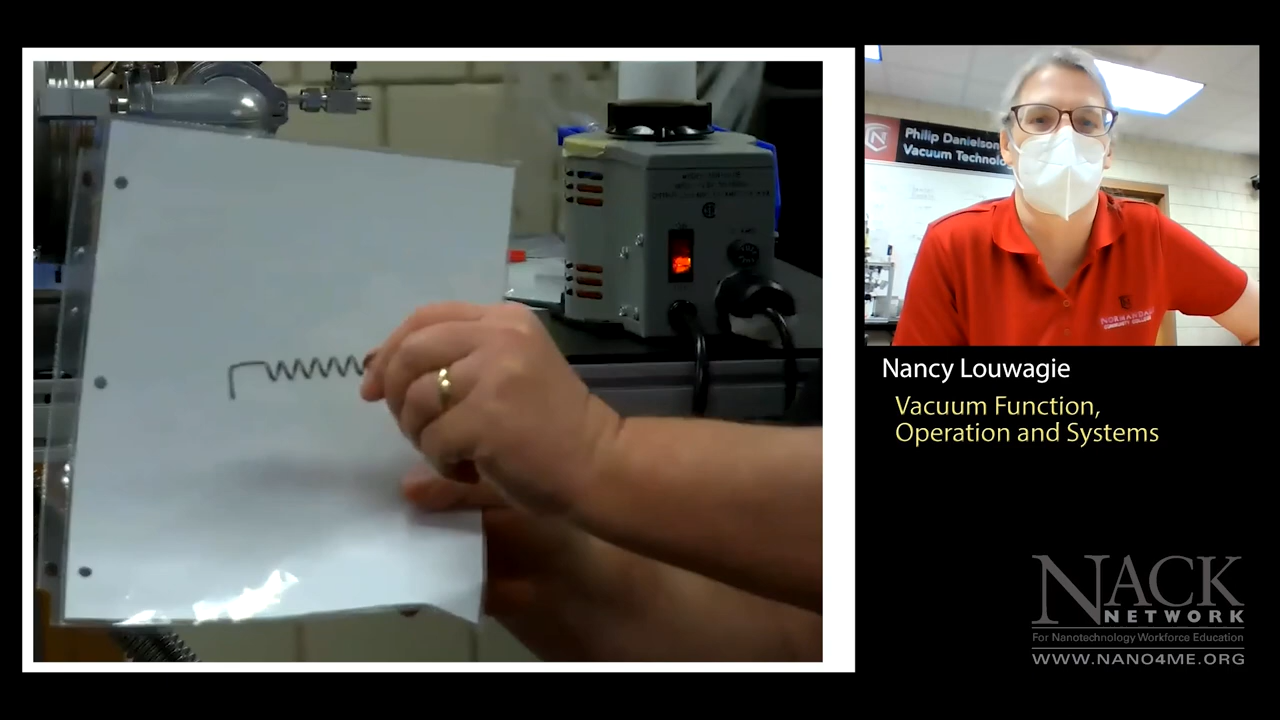 N
Philip Danielson
Vacuum Technolo
Nancy Louwagie
Vacuum Function,
Operation and Systems
NACK
NETWORK
For Nanotechnology Workforce Education
WWW.NANO4ME.ORG